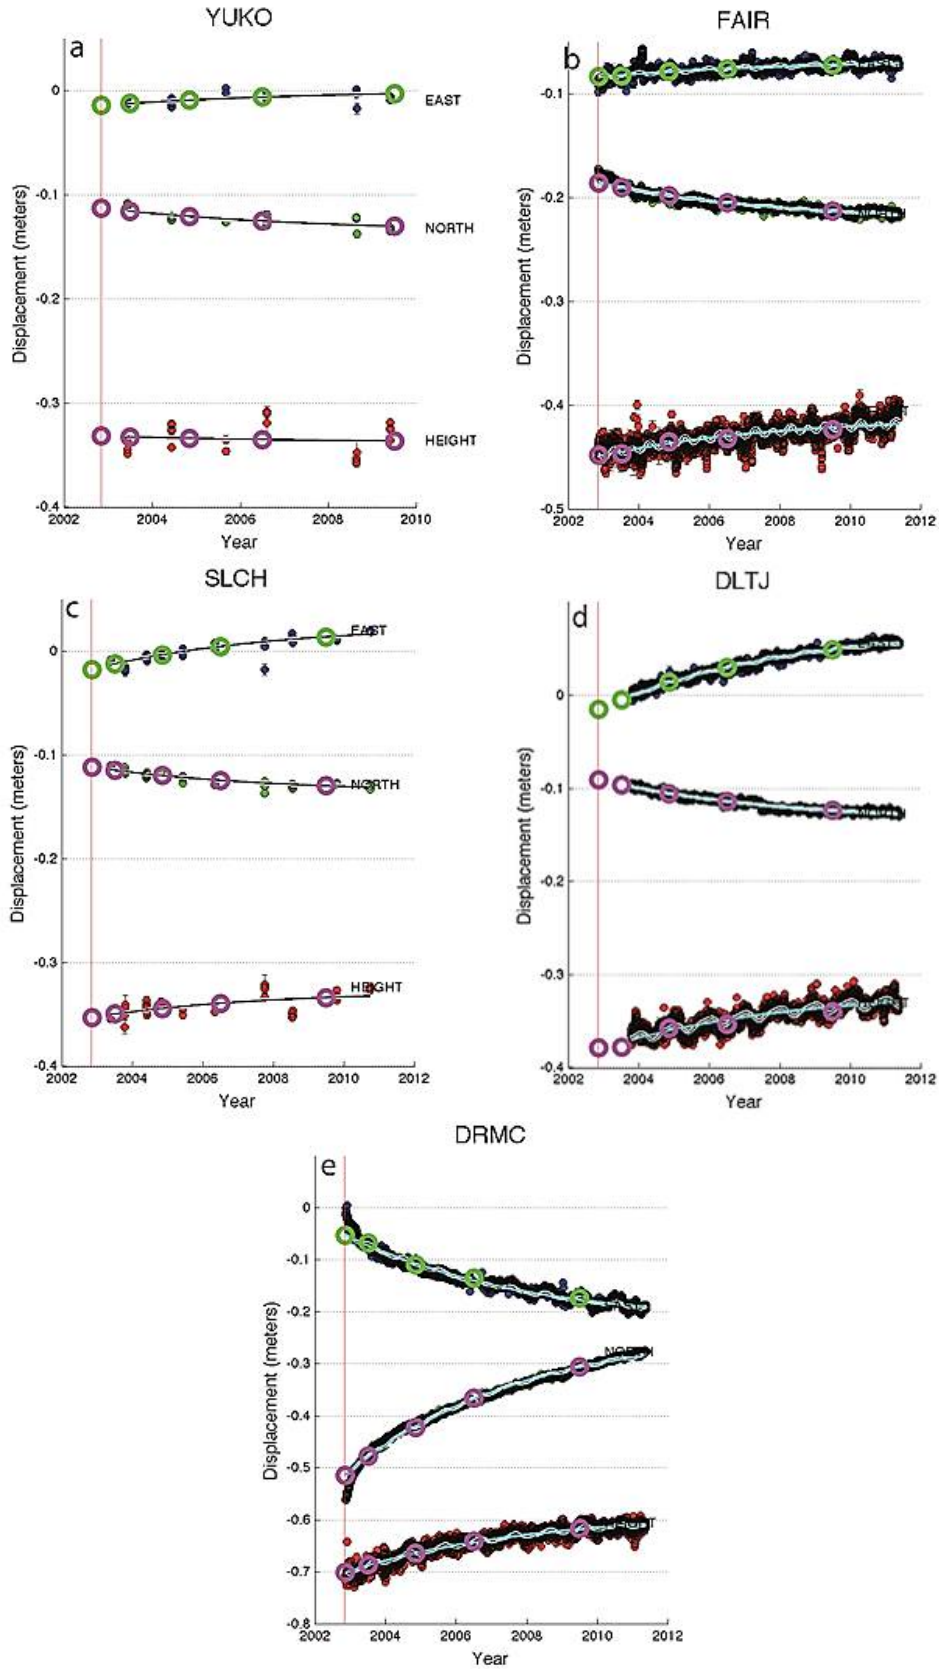 YUKO
a
0
EAST
-0.1
NORTH
-0.2
-0.3
HEIGHT
-0.4
2002 2004 2006 2008 2010
Year
Displacement (meters)
FAIR
b
-0.1
-0.2
-0.3
-0.4
-0.5
2002 2004 2006 2008 2010 2012
Year
Displacement (meters)
SLCH
c
0
EAST
-0.1
NORTH
-0.2
-0.3
HEIGHT
-0.4
2002 2004 2006 2008 2010 2012
Year
Displacement (meters)
DLTJ
d
0
-0.1
-0.2
-0.3
-0.4
2002 2004 2006 2008 2010 2012
Year
Displacement (meters)
DRMC
e
0
-0.1
-0.2
-0.3
NORTH
-0.4
-0.5
-0.6
HEIGHT
-0.7
-0.8
2002 2004 2006 2008 2010 2012
Year
Displacement (meters)